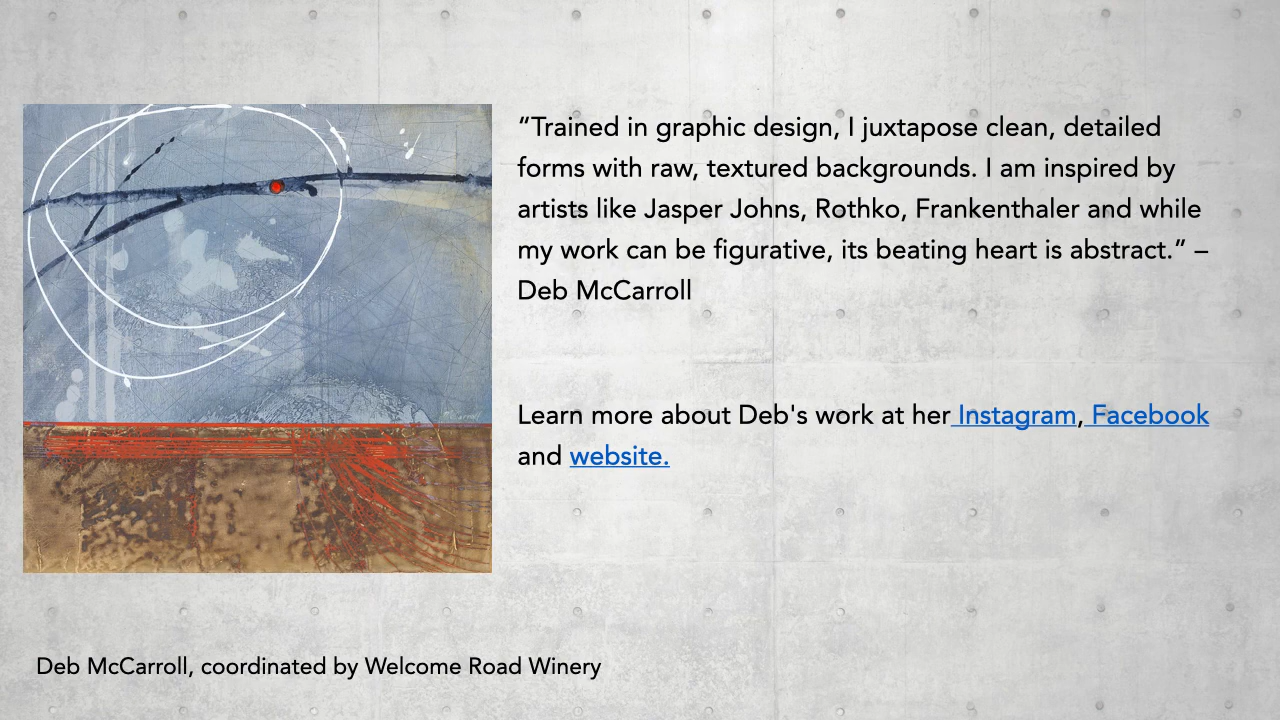 “Trained in graphic design, I juxtapose clean, detailed
forms with raw, textured backgrounds. I am inspired by
artists like Jasper Johns, Rothko, Frankenthaler and while
my work can be figurative, its beating heart is abstract.” –
Deb McCarroll
Learn more about Deb's work at her Instagram, Facebook
and website.
Deb McCarroll, coordinated by Welcome Road Winery